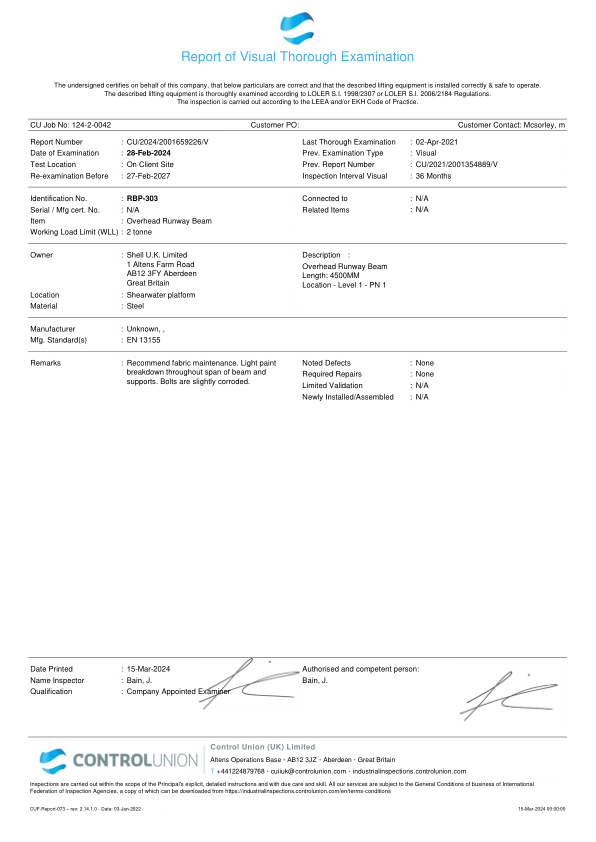 Report of Visual Thorough Examination
The undersigned certifies on behalf of this company, that below particulars are correct and that the described lifting equipment is installed correctly & safe to operate.
The described lifting equipment is thoroughly examined according to LOLER S.I. 1998/2307 or LOLER S.I. 2006/2184 Regulations.
The inspection is carried out according to the LEEA and/or EKH Code of Practice.
CU Job No: 124-2-0042 Customer PO: Customer Contact: Mcsorley, m
Report Number : CU/2024/2001659226/V Last Thorough Examination : 02-Apr-2021
Date of Examination : 28-Feb-2024 Prev. Examination Type : Visual
Test Location : On Client Site Prev. Report Number : CU/2021/2001354889/V
Re-examination Before : 27-Feb-2027 Inspection Interval Visual : 36 Months
Identification No. : RBP-303 Connected to : N/A
Serial / Mfg cert. No. : N/A Related Items : N/A
Item : Overhead Runway Beam
Working Load Limit (WLL) : 2 tonne
Owner : Shell U.K. Limited Description :
1 Altens Farm Road Overhead Runway Beam
AB12 3FY Aberdeen Length: 4500MM
Great Britain Location - Level 1 - PN 1
Location : Shearwater platform
Material : Steel
Manufacturer : Unknown, ,
Mfg. Standard(s) : EN 13155
Remarks : Recommend fabric maintenance. Light paint Noted Defects : None
breakdown throughout span of beam and Required Repairs : None
supports. Bolts are slightly corroded. Limited Validation : N/A
Newly Installed/Assembled : N/A
Date Printed : 15-Mar-2024 Authorised and competent person:
Name Inspector : Bain, J. Bain, J.
Qualification : Company Appointed Examiner
CONTROLUNION
Control Union (UK) Limited
Altens Operations Base · AB12 3JZ · Aberdeen · Great Britain
T +441224879768 · cuiiuk@controlunion.com · industrialinspections.controlunion.com
Inspections are carried out within the scope of the Principal's explicit, detailed instructions and with due care and skill. All our services are subject to the General Conditions of business of International
Federation of Inspection Agencies, a copy of which can be downloaded from https://industrialinspections.controlunion.com/en/terms-conditions
CUF-Report-073 – rev: 2.14.1.0 - Date: 03-Jun-2022 15-Mar-2024 00:00:00